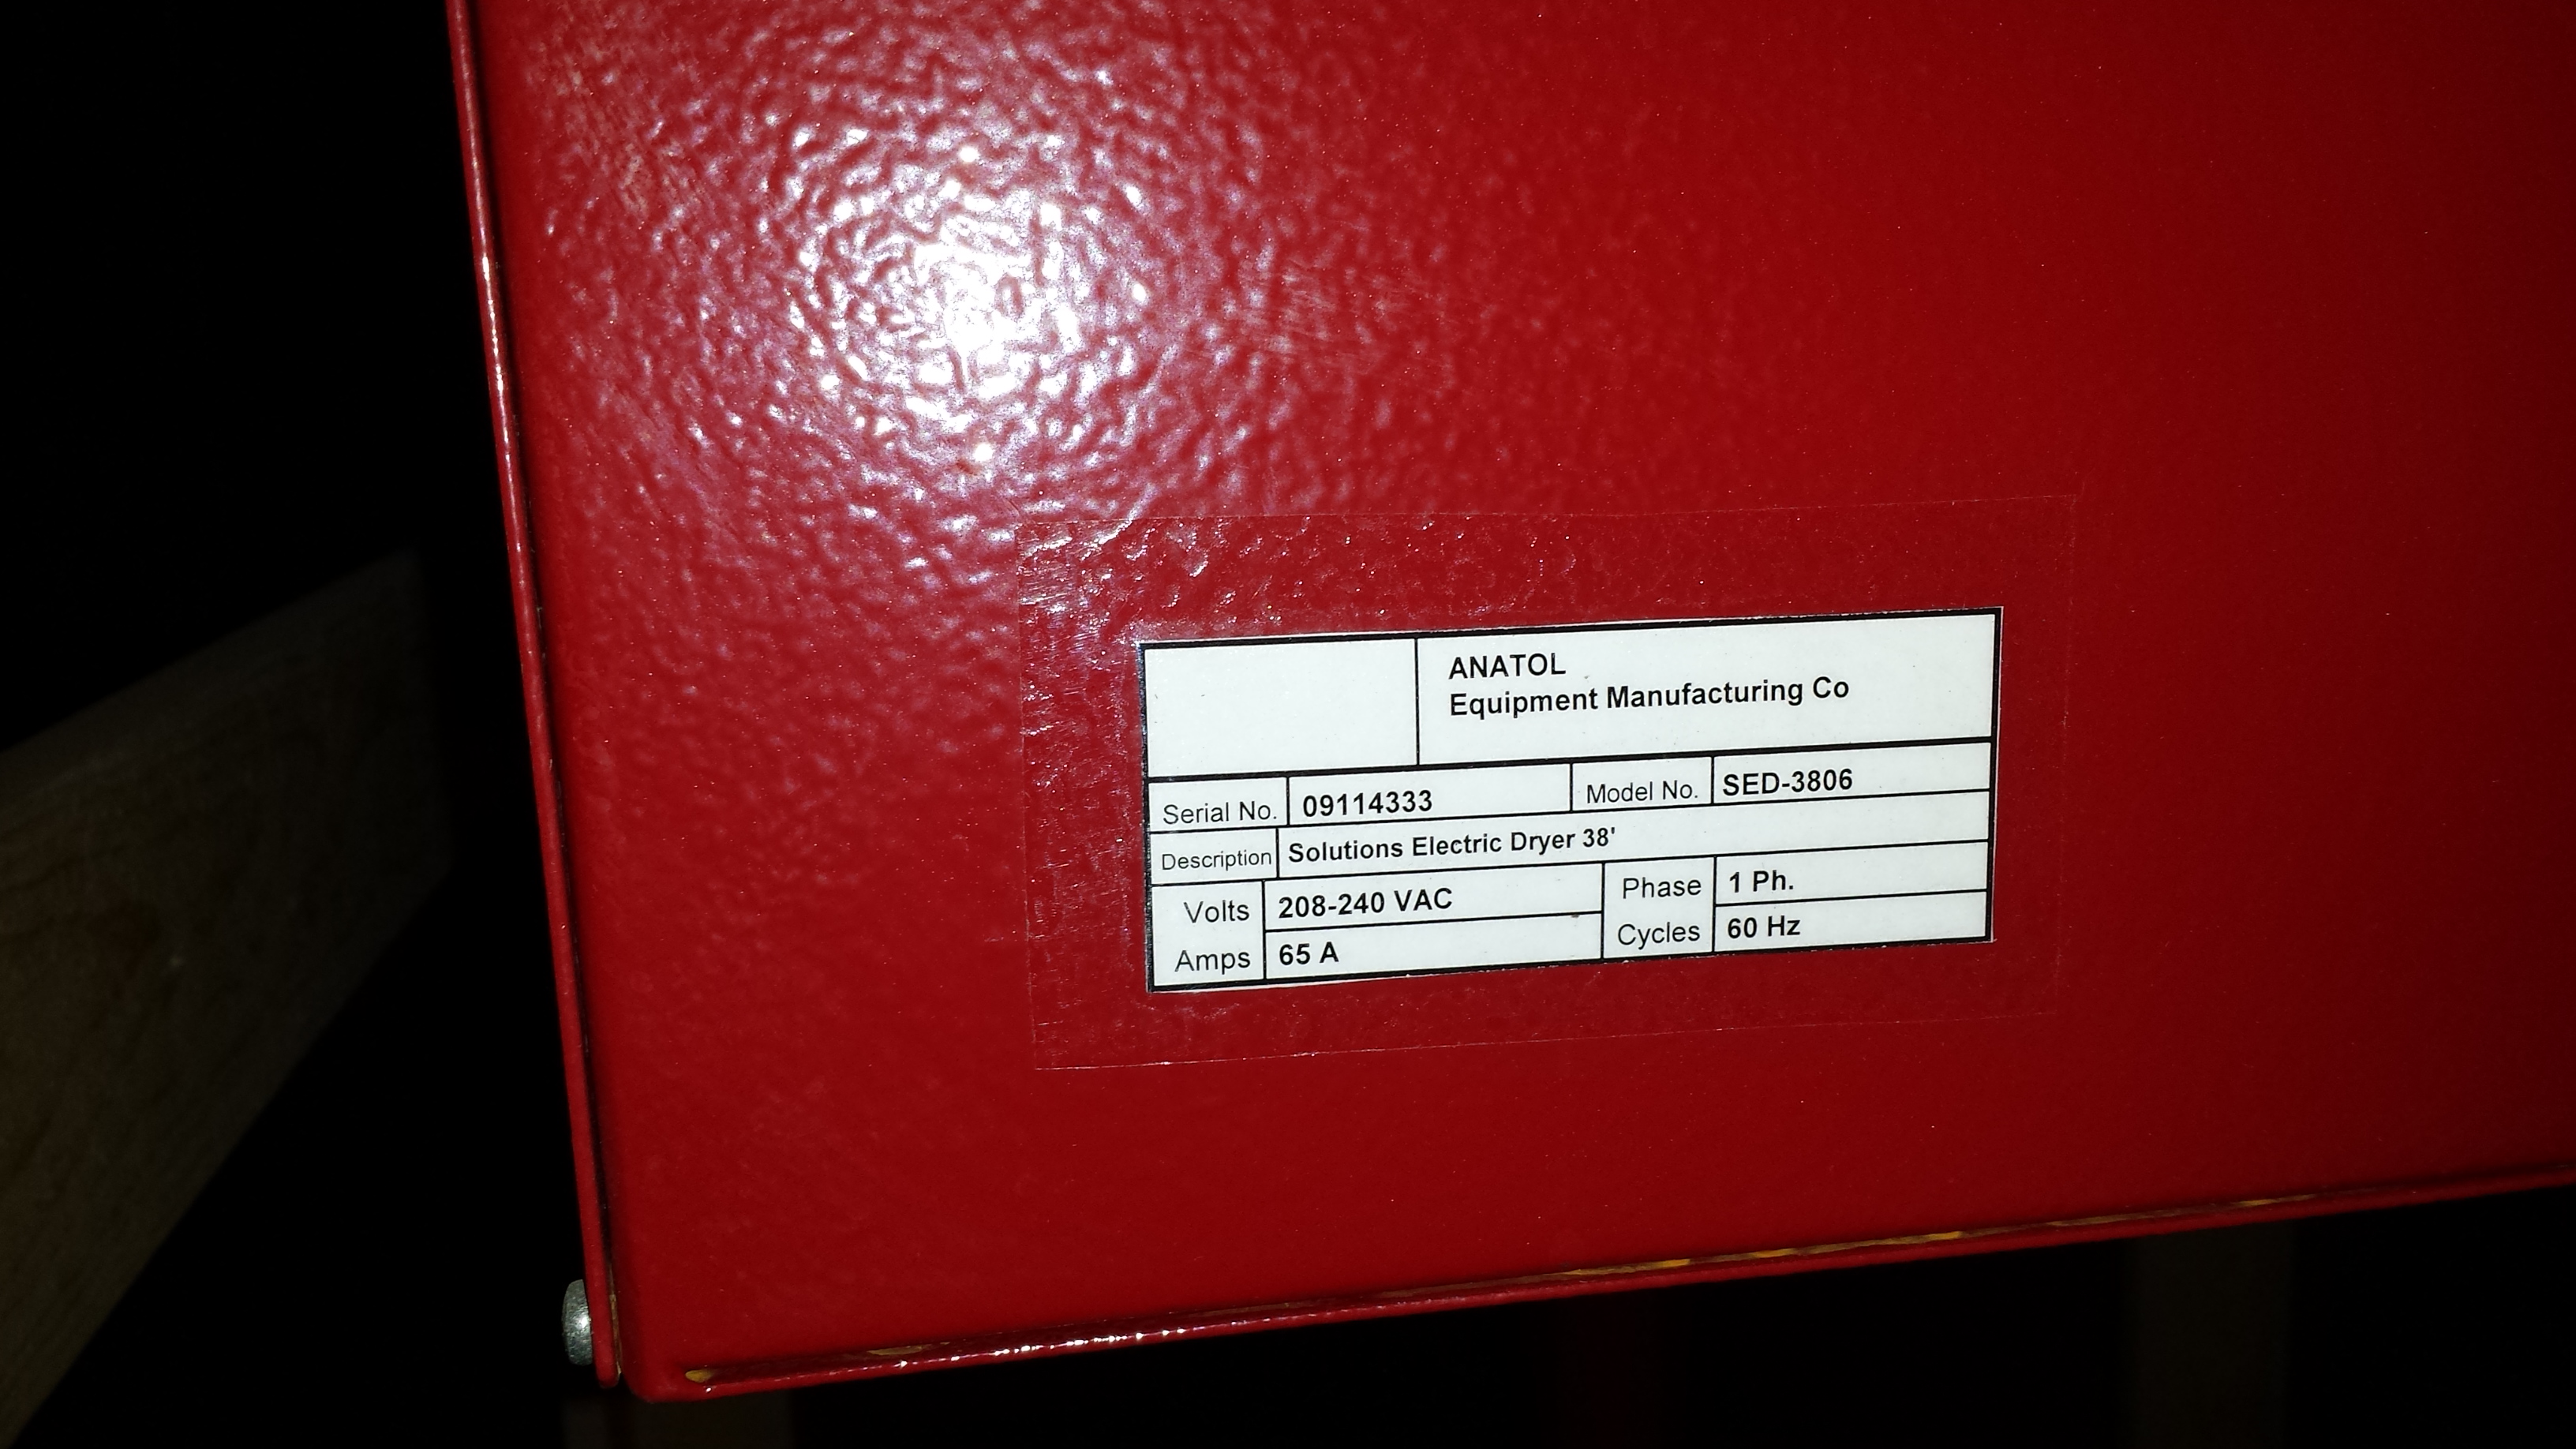 ANATOL
Equipment Manufacturing Co
Serial No. 09114333 Model No. SED-3806
Description Solutions Electric Dryer 38'
Volts 208-240 VAC Phase 1 Ph.
Amps 65 A Cycles 60 Hz